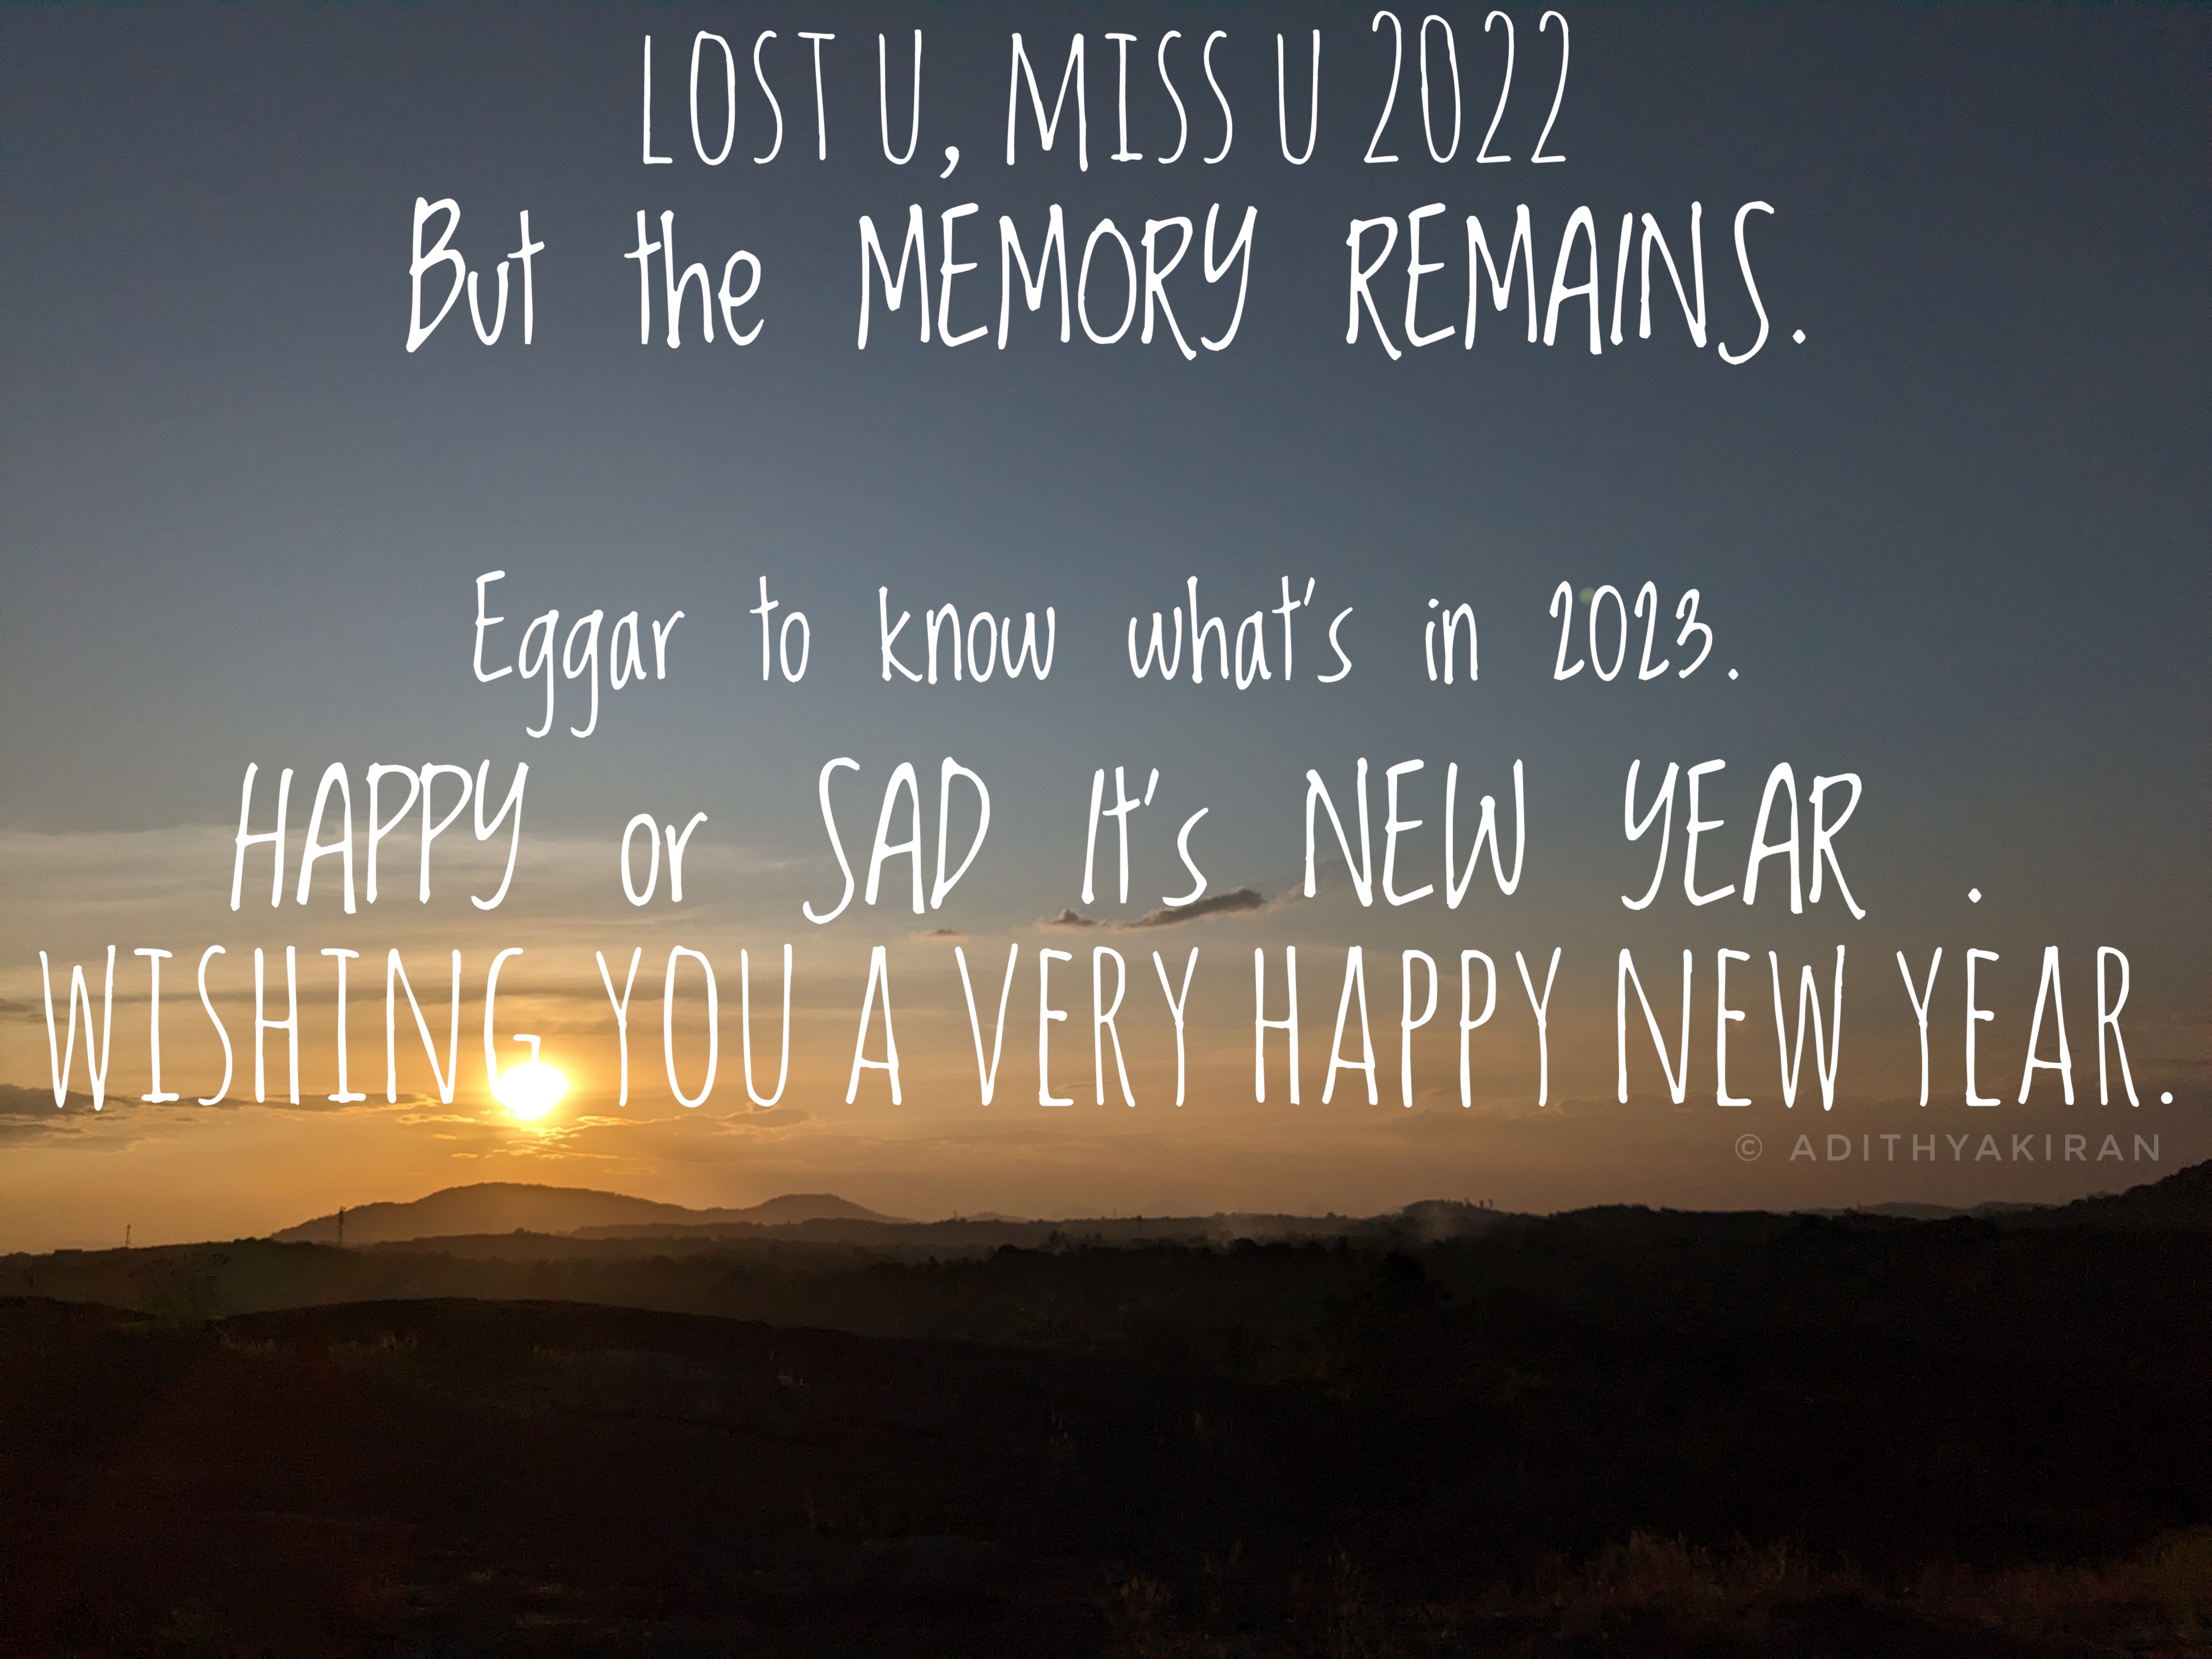 LOST U, MISS U 2022
But the MEMORY REMAINS.
Eggar to know what's in 2023.
HAPPY or SAD It's NEW YEAR .
WISHING YOU A VERY HAPPY NEW YEAR.
© ADITHYAKIRAN